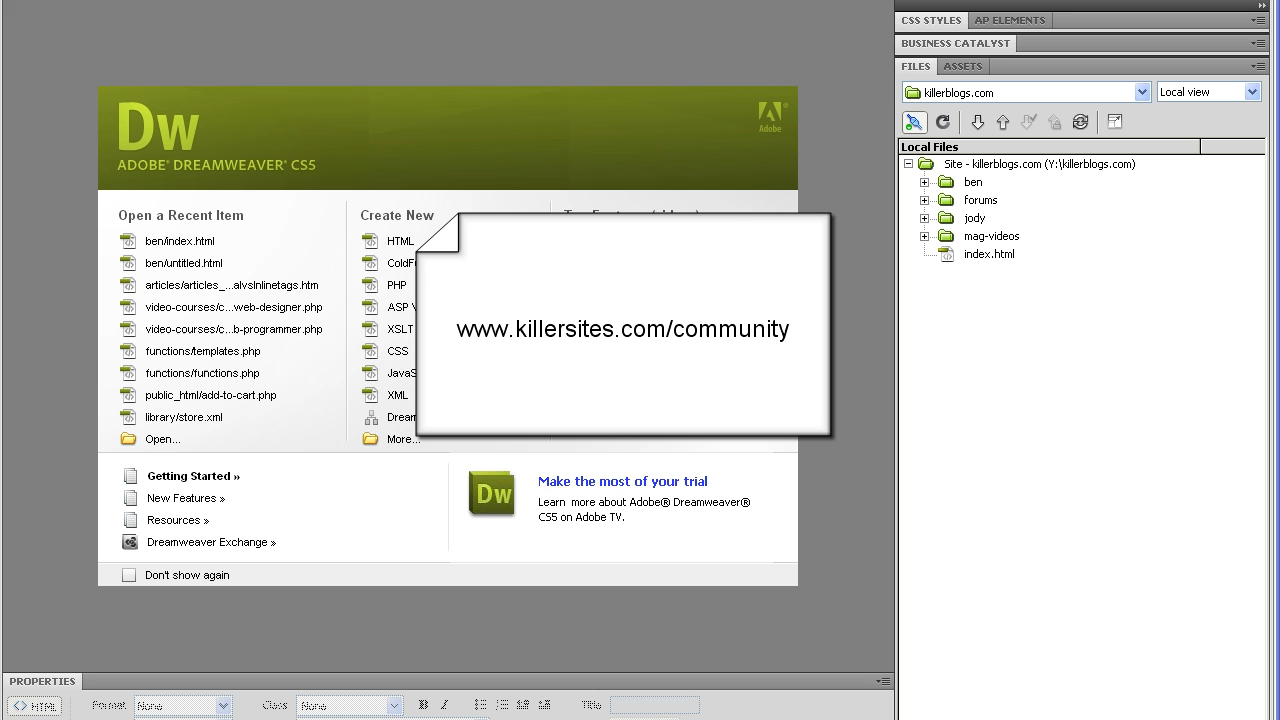 CSS STYLES AP ELEMENTS
BUSINESS CATALYST
FILES ASSETS
killerblogs.com Local view
Local Files
Site - killerblogs.com (Y:\killerblogs.com)
ben
forums
jody
mag-videos
index.html
Dw
Adobe
ADOBE® DREAMWEAVER® CS5
Open a Recent Item
ben/index.html
ben/untitled.html
articles/articles_...alvsInlinetags.htm
video-courses/c...web-designer.php
video-courses/c...b-programmer.php
functions/templates.php
functions/functions.php
public_html/add-to-cart.php
library/store.xml
Open...
Create New
HTML
PHP
ASP
XSLT
CSS
XML
More...
www.killersites.com/community
Getting Started »
New Features »
Resources »
Dreamweaver Exchange »
Dw
Make the most of your trial
Learn more about Adobe® Dreamweaver®
CS5 on Adobe TV.
Don't show again
PROPERTIES
<> HTML Format None Class None B I Title